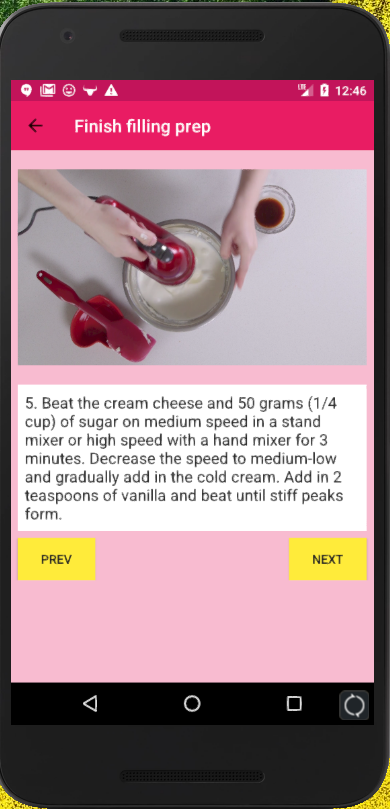 LTE 12:46
Finish filling prep
5. Beat the cream cheese and 50 grams (1/4
cup) of sugar on medium speed in a stand
mixer or high speed with a hand mixer for 3
minutes. Decrease the speed to medium-low
and gradually add in the cold cream. Add in 2
teaspoons of vanilla and beat until stiff peaks
form.
PREV NEXT